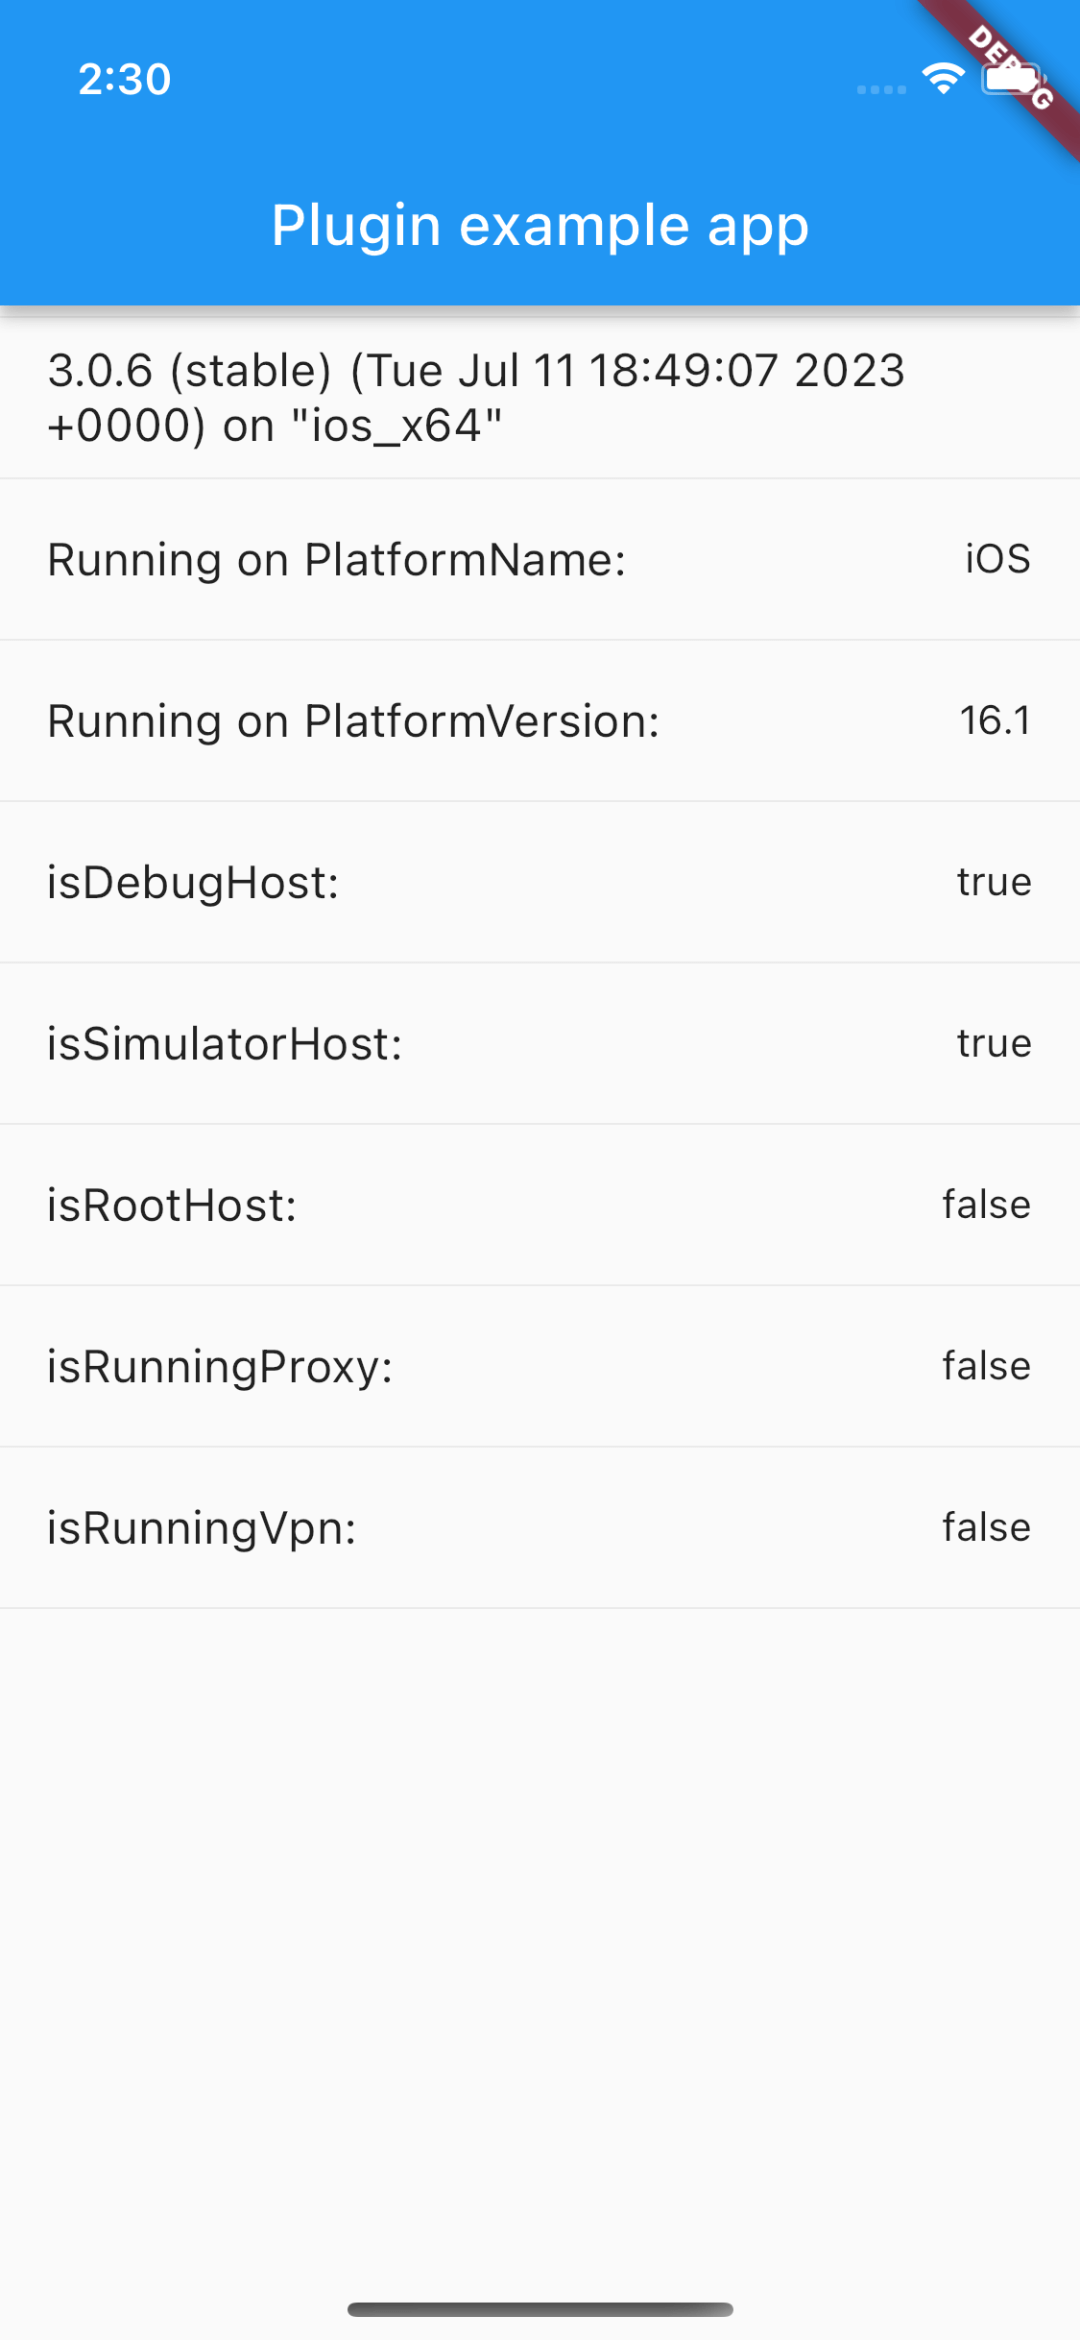 2:30
DEBUG
Plugin example app
3.0.6 (stable) (Tue Jul 11 18:49:07 2023
+0000) on "ios_x64"
Running on PlatformName: iOS
Running on PlatformVersion: 16.1
isDebugHost: true
isSimulatorHost: true
isRootHost: false
isRunningProxy: false
isRunningVpn: false